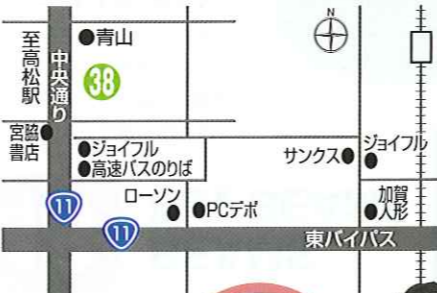 N
至高松駅
中央通り
青山
38
宮脇
書店
ジョイフル
高速バスのりば
サンクス
ジョイフル
11
ローソン
PCデポ
加賀
人形
11
東バイパス